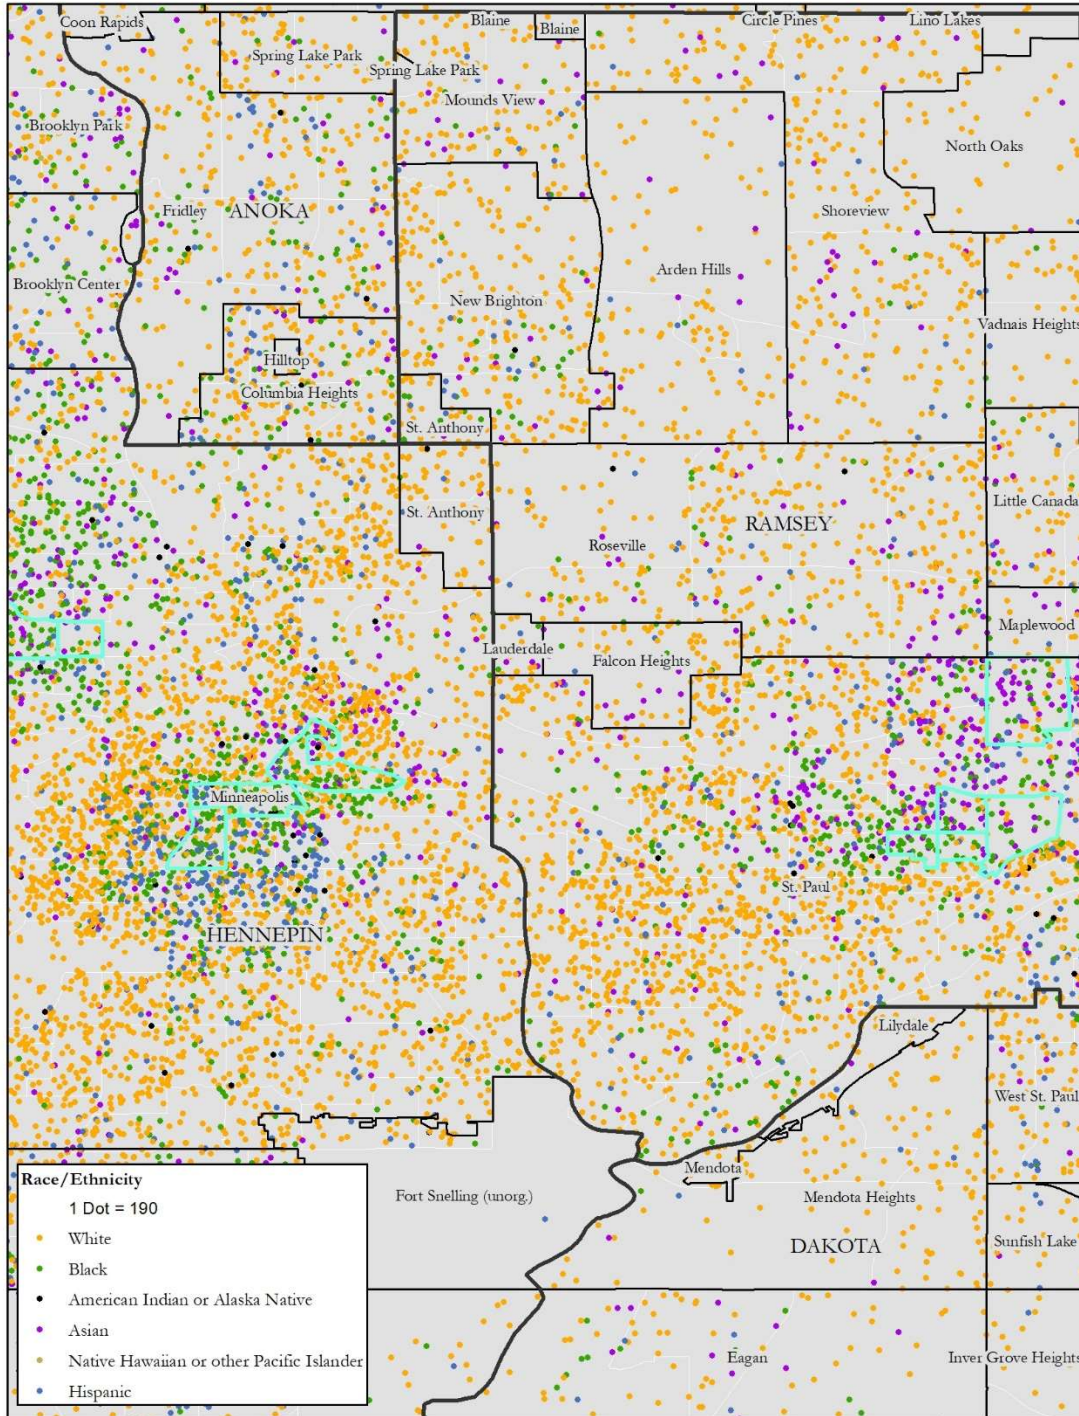 Coon Rapids
Blaine
Blaine
Circle Pines
Lino Lakes
Spring Lake Park
Spring Lake Park
Mounds View
Brooklyn Park
North Oaks
Fridley
ANOKA
Shoreview
Arden Hills
Brooklyn Center
New Brighton
Vadnais Heights
Hilltop
Columbia Heights
St. Anthony
St. Anthony
Little Canada
RAMSEY
Roseville
Maplewood
Lauderdale
Falcon Heights
Minneapolis
St. Paul
HENNEPIN
Lilydale
West St. Paul
Mendota
Fort Snelling (unorg.)
Mendota Heights
DAKOTA
Sunfish Lake
Eagan
Inver Grove Heights
Race/Ethnicity
1 Dot = 190
White
Black
American Indian or Alaska Native
Asian
Native Hawaiian or other Pacific Islander
Hispanic